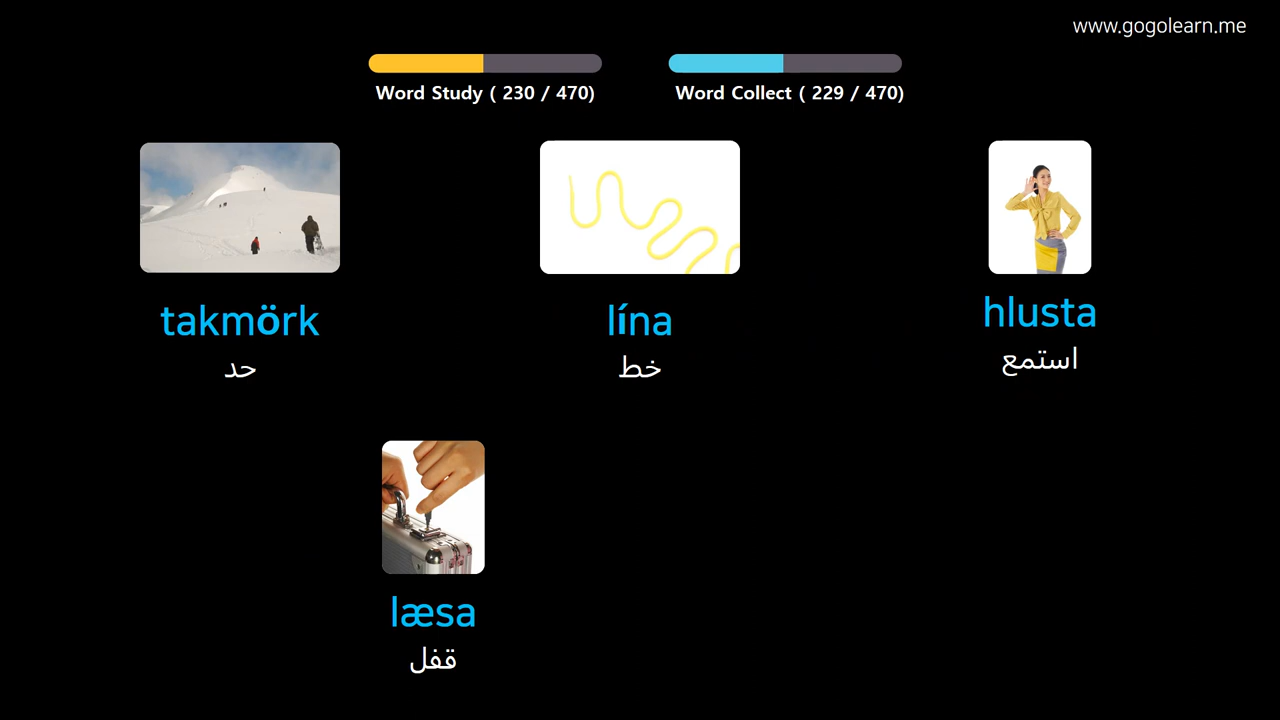 www.gogolearn.me
Word Study ( 230 / 470)
Word Collect ( 229 / 470)
takmörk
حد
lína
خط
hlusta
استمع
læsa
قفل